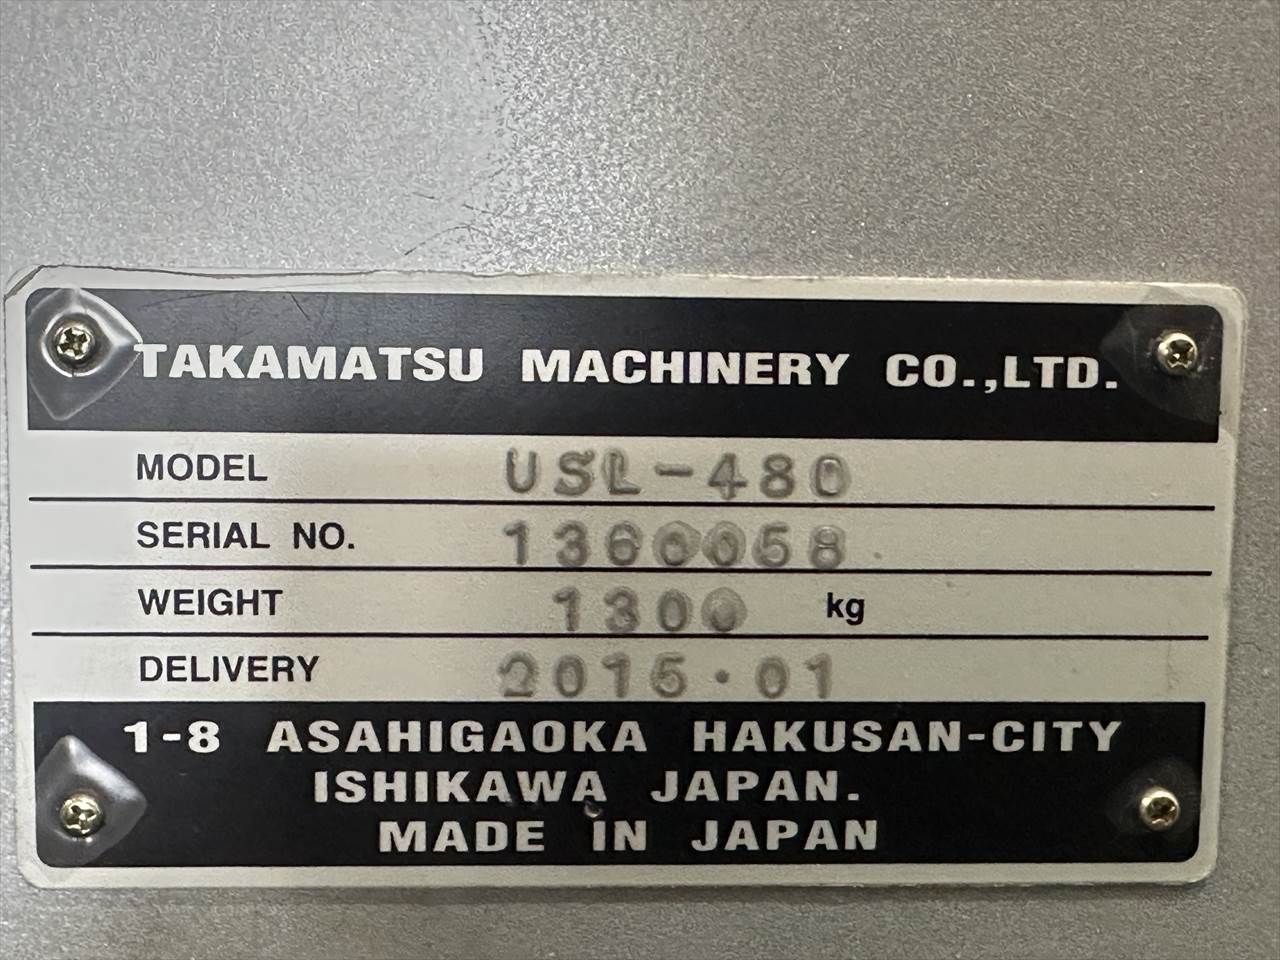 TAKAMATSU MACHINERY CO.,LTD.
MODEL USL-480
SERIAL NO. 1360058
WEIGHT 1300 kg
DELIVERY 2015·01
1-8 ASAHIGAOKA HAKUSAN-CITY
ISHIKAWA JAPAN.
MADE IN JAPAN